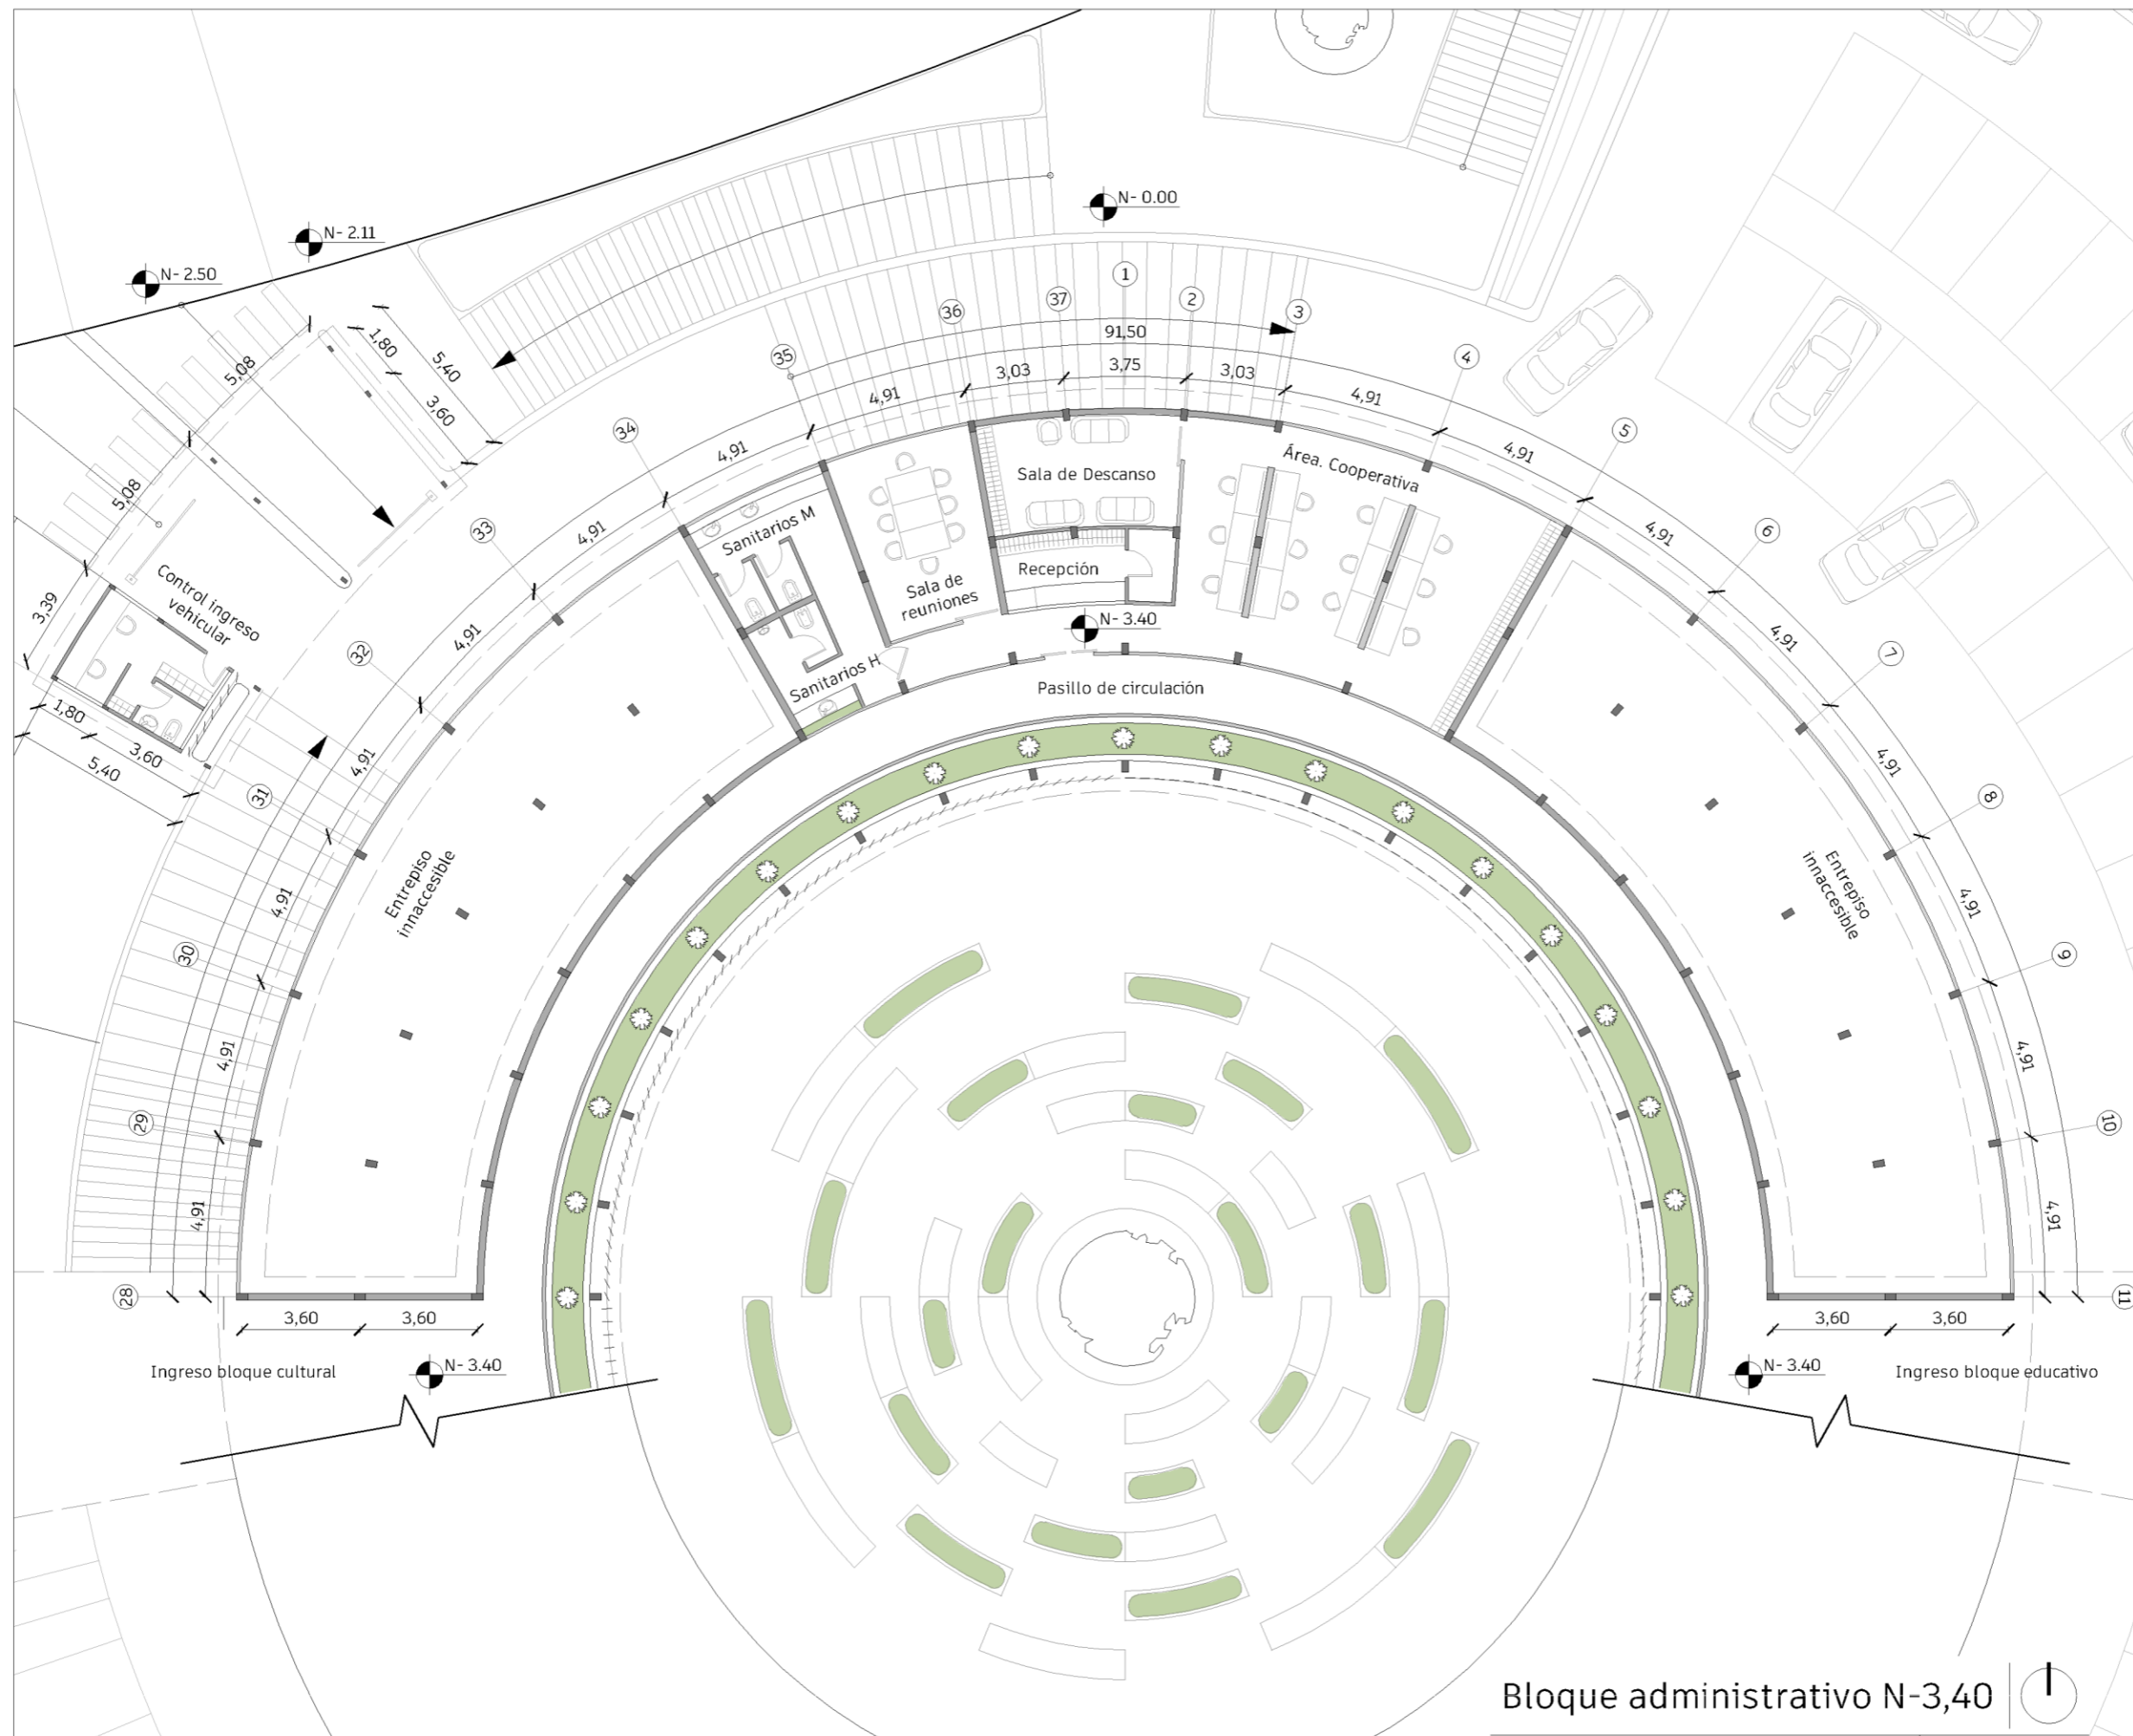 N- 0.00
N- 2.11
N- 2.50
1
37
2
36
3
91,50
35
4
3,03
3,75
3,03
4,91
4,91
1,80
5,40
3,60
5,08
5,08
34
5
4,91
4,91
Sala de Descanso
Área. Cooperativa
Sanitarios M
33
6
4,91
4,91
Recepción
Sala de
reuniones
N- 3.40
Control ingreso
vehicular
3,39
32
7
4,91
4,91
Sanitarios H
Pasillo de circulación
1,80
3,60
5,40
4,91
4,91
31
8
Entrepiso
innaccesible
Entrepiso
innaccesible
4,91
4,91
30
9
4,91
4,91
29
10
4,91
4,91
28
11
3,60
3,60
3,60
3,60
Ingreso bloque cultural
N- 3.40
N- 3.40
Ingreso bloque educativo
Bloque administrativo N-3,40